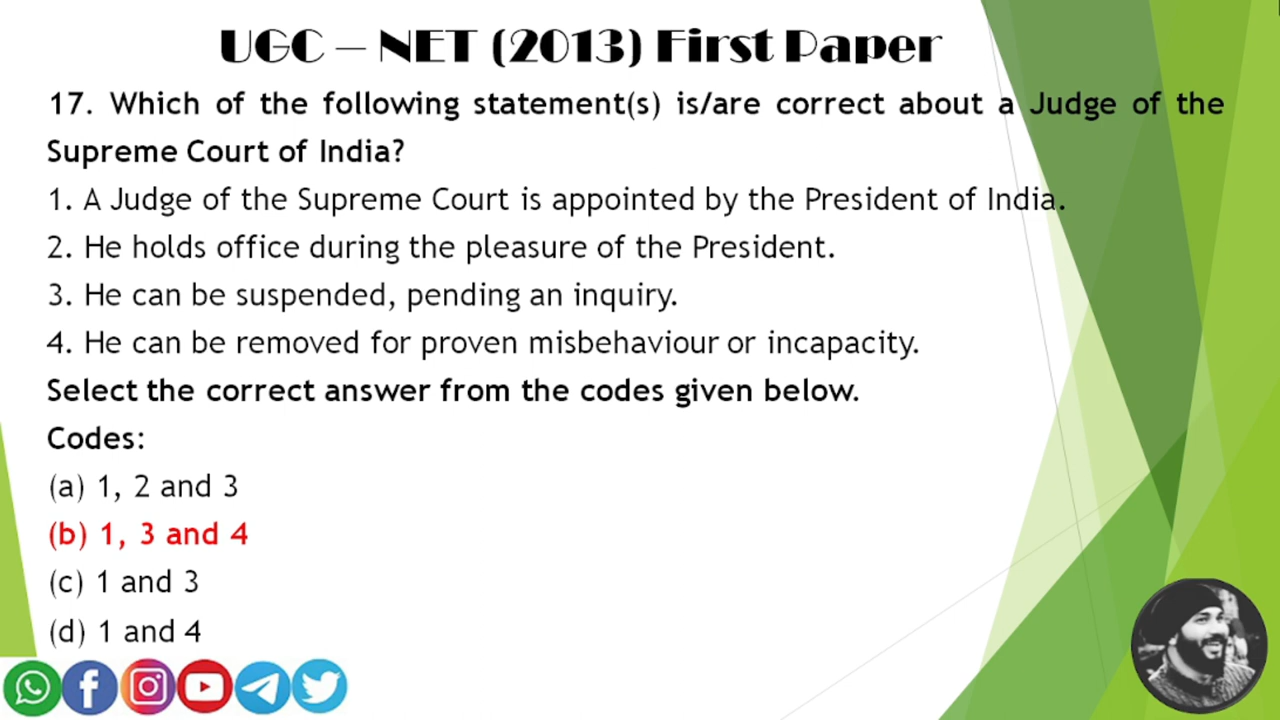 UGC – NET (2013) First Paper
17. Which of the following statement(s) is/are correct about a Judge of the
Supreme Court of India?
1. A Judge of the Supreme Court is appointed by the President of India.
2. He holds office during the pleasure of the President.
3. He can be suspended, pending an inquiry.
4. He can be removed for proven misbehaviour or incapacity.
Select the correct answer from the codes given below.
Codes:
(a) 1, 2 and 3
(b) 1, 3 and 4
(c) 1 and 3
(d) 1 and 4